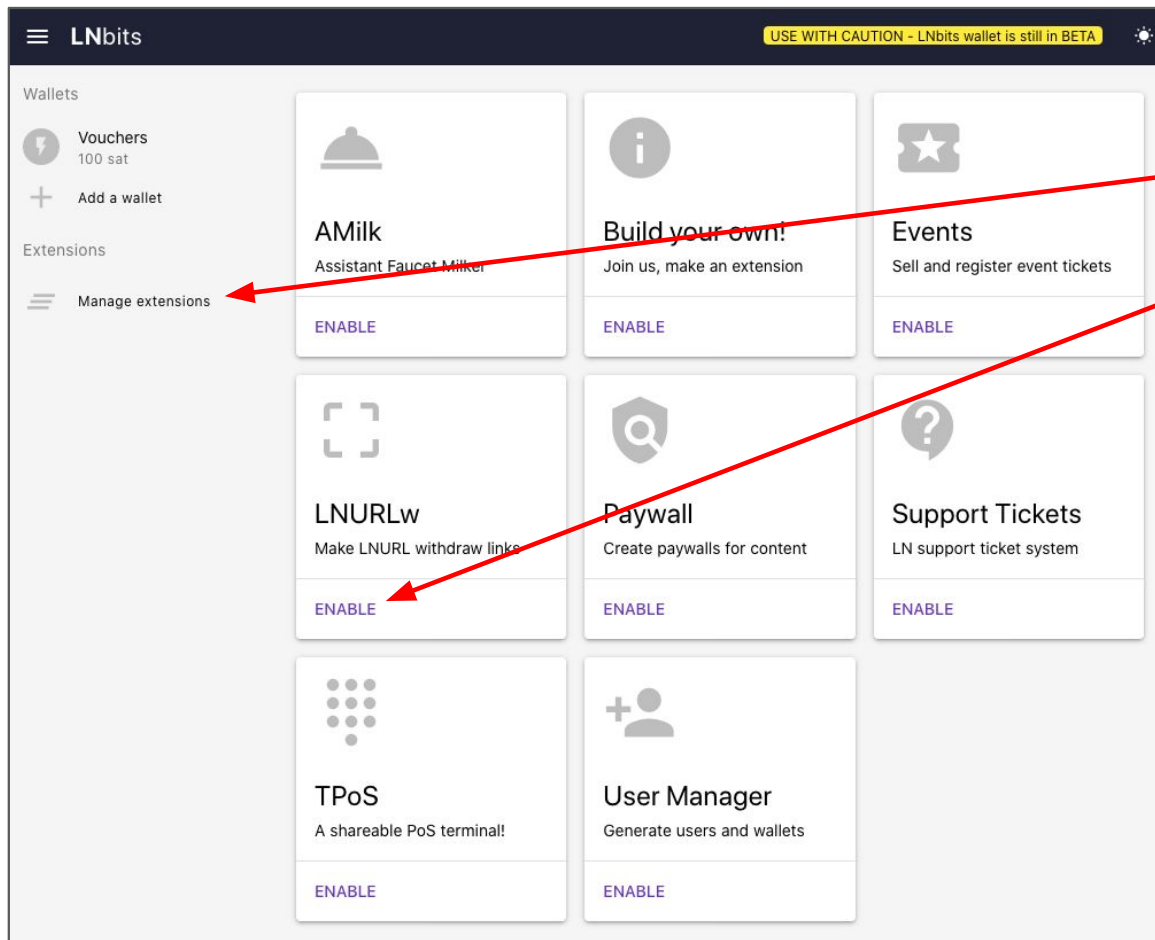 LNbits
USE WITH CAUTION - LNbits wallet is still in BETA
Wallets
Vouchers
100 sat
Add a wallet
Extensions
Manage extensions
AMilk
Assistant Faucet Milker
ENABLE
Build your own!
Join us, make an extension
ENABLE
Events
Sell and register event tickets
ENABLE
LNURLw
Make LNURL withdraw links
ENABLE
Paywall
Create paywalls for content
ENABLE
Support Tickets
LN support ticket system
ENABLE
TPoS
A shareable PoS terminal!
ENABLE
User Manager
Generate users and wallets
ENABLE